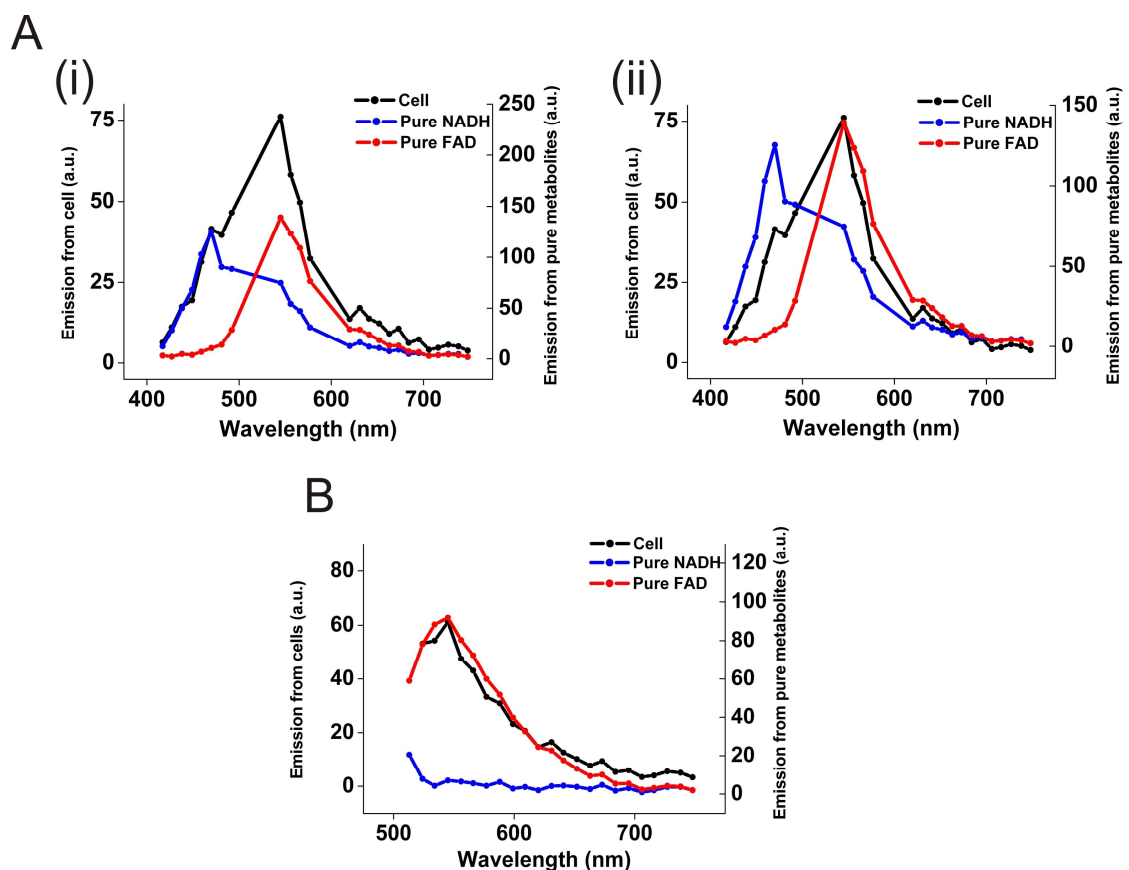 A
(i)
Cell
Pure NADH
Pure FAD
Emission from cell (a.u.)
75
50
25
0
250
200
150
100
50
0
Emission from pure metabolites (a.u.)
400 500 600 700
Wavelength (nm)
(ii)
Cell
Pure NADH
Pure FAD
Emission from cell (a.u.)
75
50
25
0
150
100
50
0
Emission from pure metabolites (a.u.)
400 500 600 700
Wavelength (nm)
B
Cell
Pure NADH
Pure FAD
Emission from cells (a.u.)
80
60
40
20
0
120
100
80
60
40
20
0
Emission from pure metabolites (a.u.)
500 600 700
Wavelength (nm)